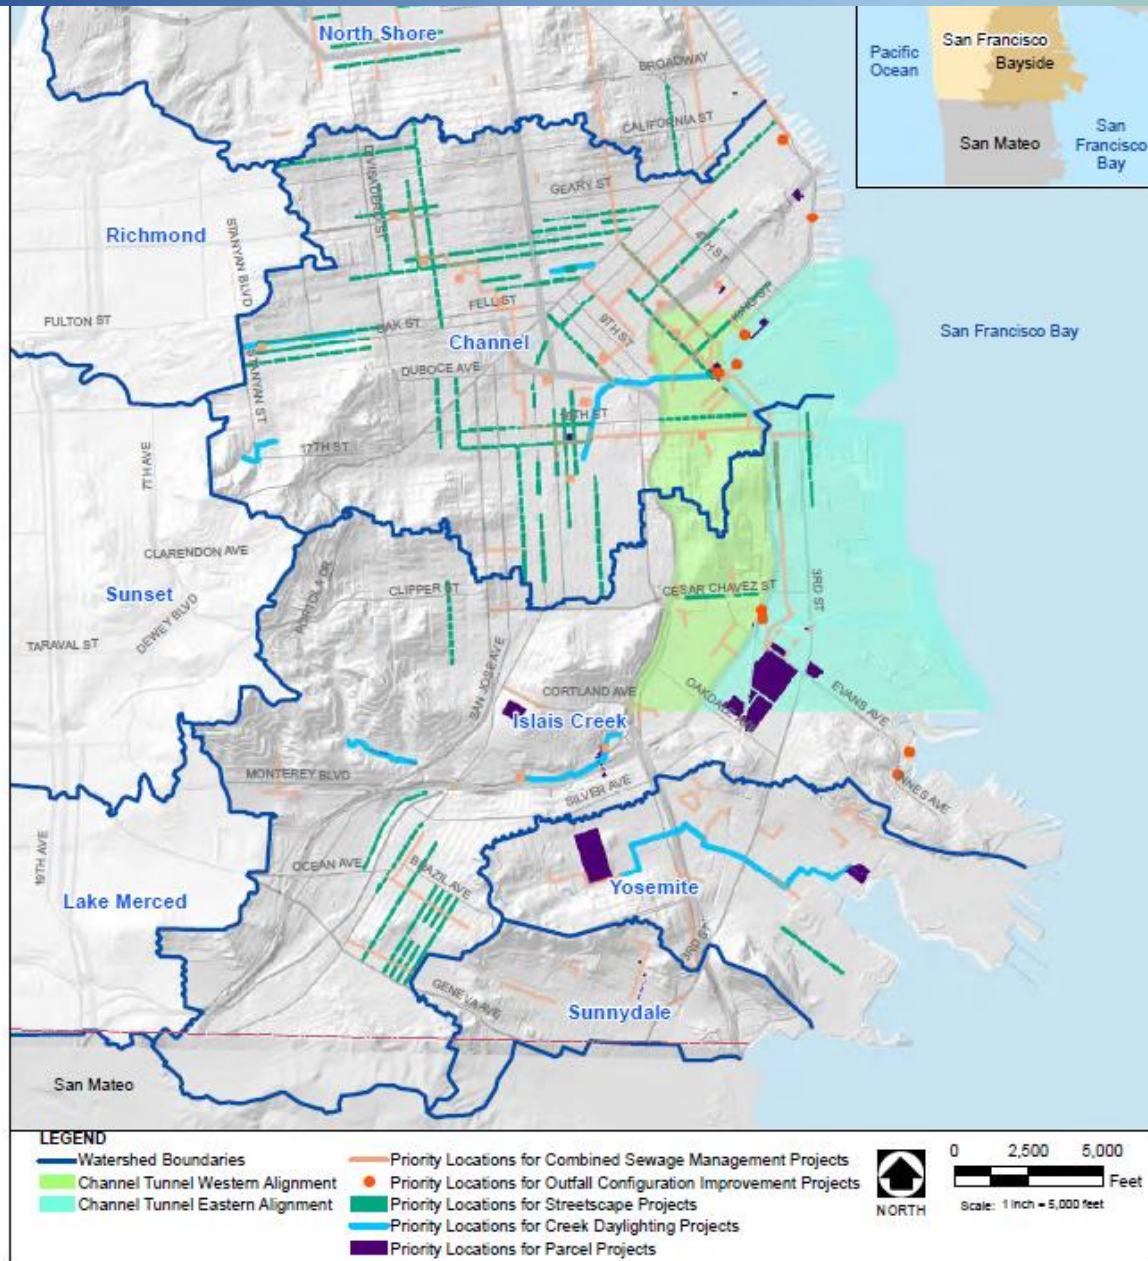 North Shore
BROADWAY
CALIFORNIA ST
Pacific
Ocean
San Francisco
Bayside
San Mateo
San
Francisco
Bay
DIVISADERO ST
GEARY ST
Richmond
STANYAN BLVD
4TH ST
KING ST
FULTON ST
FELL ST
OAK ST
9TH ST
Channel
San Francisco Bay
DUBOCE AVE
STANYAN ST
16TH ST
17TH ST
7TH AVE
CLARENDON AVE
Sunset
DEWEY BLVD
PORTOLA DR
CLIPPER ST
CESAR CHAVEZ ST
3RD ST
TARAVAL ST
SAN JOSE AVE
CORTLAND AVE
OAKDALE AVE
EVANS AVE
Islais Creek
MONTEREY BLVD
SILVER AVE
INNES AVE
19TH AVE
OCEAN AVE
BRAZIL AVE
Lake Merced
Yosemite
3RD ST
GENEVA AVE
Sunnydale
San Mateo
LEGEND
Watershed Boundaries
Channel Tunnel Western Alignment
Channel Tunnel Eastern Alignment
Priority Locations for Combined Sewage Management Projects
Priority Locations for Outfall Configuration Improvement Projects
Priority Locations for Streetscape Projects
Priority Locations for Creek Daylighting Projects
Priority Locations for Parcel Projects
NORTH
0 2,500 5,000
Feet
Scale: 1 inch = 5,000 feet